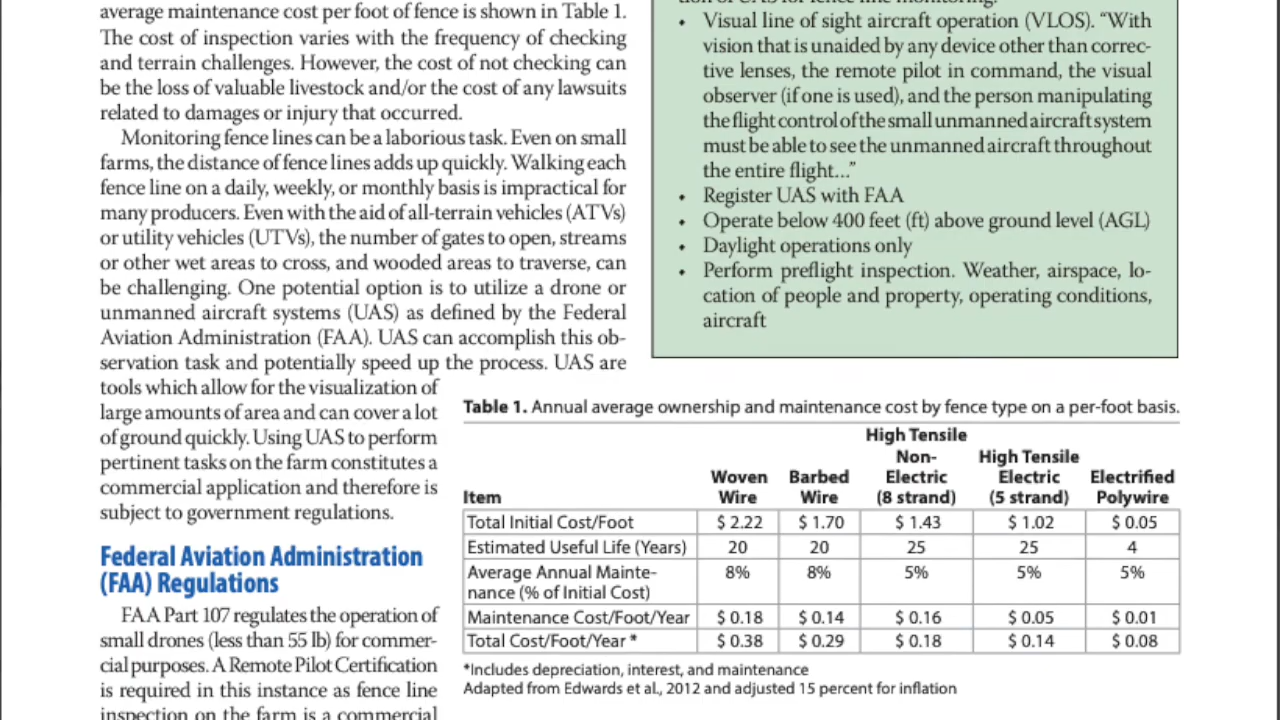 average maintenance cost per foot of fence is shown in Table 1.
The cost of inspection varies with the frequency of checking
and terrain challenges. However, the cost of not checking can
be the loss of valuable livestock and/or the cost of any lawsuits
related to damages or injury that occurred.
Monitoring fence lines can be a laborious task. Even on small
farms, the distance of fence lines adds up quickly. Walking each
fence line on a daily, weekly, or monthly basis is impractical for
many producers. Even with the aid of all-terrain vehicles (ATVs)
or utility vehicles (UTVs), the number of gates to open, streams
or other wet areas to cross, and wooded areas to traverse, can
be challenging. One potential option is to utilize a drone or
unmanned aircraft systems (UAS) as defined by the Federal
Aviation Administration (FAA). UAS can accomplish this ob-
servation task and potentially speed up the process. UAS are
tools which allow for the visualization of
large amounts of area and can cover a lot
of ground quickly. Using UAS to perform
pertinent tasks on the farm constitutes a
commercial application and therefore is
subject to government regulations.
Federal Aviation Administration
(FAA) Regulations
FAA Part 107 regulates the operation of
small drones (less than 55 lb) for commer-
cial purposes. A Remote Pilot Certification
is required in this instance as fence line
inspection on the farm is a commercial
tion of UAS for fence line monitoring:
• Visual line of sight aircraft operation (VLOS). “With
vision that is unaided by any device other than correc-
tive lenses, the remote pilot in command, the visual
observer (if one is used), and the person manipulating
the flight control of the small unmanned aircraft system
must be able to see the unmanned aircraft throughout
the entire flight…”
• Register UAS with FAA
• Operate below 400 feet (ft) above ground level (AGL)
• Daylight operations only
• Perform preflight inspection. Weather, airspace, lo-
cation of people and property, operating conditions,
aircraft
Table 1. Annual average ownership and maintenance cost by fence type on a per-foot basis.
Item Woven Wire Barbed Wire High Tensile Non-Electric (8 strand) High Tensile Electric (5 strand) Electrified Polywire
Total Initial Cost/Foot $ 2.22 $ 1.70 $ 1.43 $ 1.02 $ 0.05
Estimated Useful Life (Years) 20 20 25 25 4
Average Annual Mainte-
nance (% of Initial Cost) 8% 8% 5% 5% 5%
Maintenance Cost/Foot/Year $ 0.18 $ 0.14 $ 0.16 $ 0.05 $ 0.01
Total Cost/Foot/Year * $ 0.38 $ 0.29 $ 0.18 $ 0.14 $ 0.08
*Includes depreciation, interest, and maintenance
Adapted from Edwards et al., 2012 and adjusted 15 percent for inflation